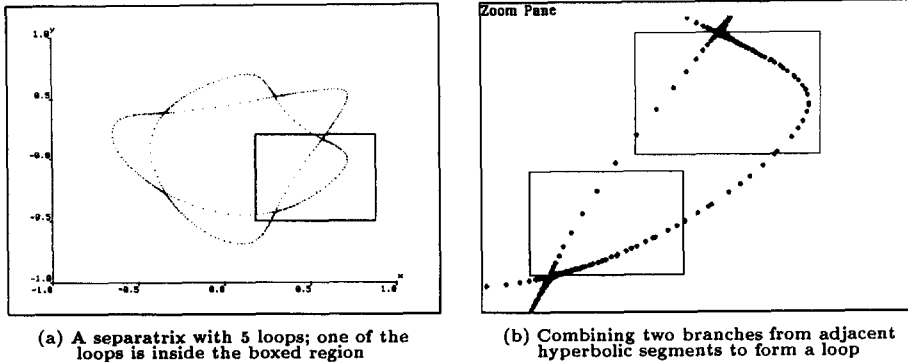 Zoom Pane
y
1.0
0.5
-0.0
-0.5
-1.0
-1.0 -0.5 0.0 0.5 1.0
x
(a) A separatrix with 5 loops; one of the
loops is inside the boxed region
(b) Combining two branches from adjacent
hyperbolic segments to form a loop